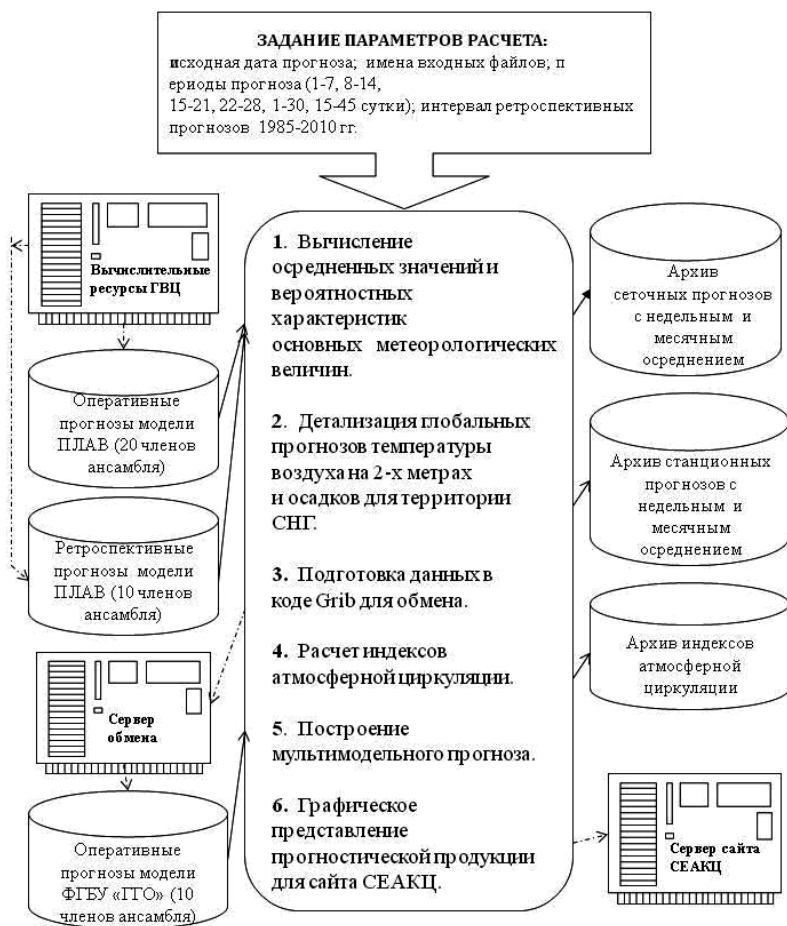 ЗАДАНИЕ ПАРАМЕТРОВ РАСЧЕТА:
исходная дата прогноза; имена входных файлов; п
ериоды прогноза (1-7, 8-14,
15-21, 22-28, 1-30, 15-45 сутки); интервал ретроспективных
прогнозов 1985-2010 гг.
Вычислительные
ресурсы ГВЦ
Оперативные
прогнозы модели
ПЛАВ (20 членов
ансамбля)
Ретроспективные
прогнозы модели
ПЛАВ (10 членов
ансамбля)
Сервер
обмена
Оперативные
прогнозы модели
ФГБУ «ГГО» (10
членов ансамбля)
1. Вычисление
осредненных значений и
вероятностных
характеристик
основных метеорологических
величин.
2. Детализация глобальных
прогнозов температуры
воздуха на 2-х метрах
и осадков для территории
СНГ.
3. Подготовка данных в
коде Grib для обмена.
4. Расчет индексов
атмосферной циркуляции.
5. Построение
мультимодельного прогноза.
6. Графическое
представление
прогностической продукции
для сайта СЕАКЦ.
Архив
сеточных прогнозов
с недельным и
месячным
осреднением
Архив станционных
прогнозов с
недельным и
месячным
осреднением
Архив индексов
атмосферной
циркуляции
Сервер сайта
СЕАКЦ